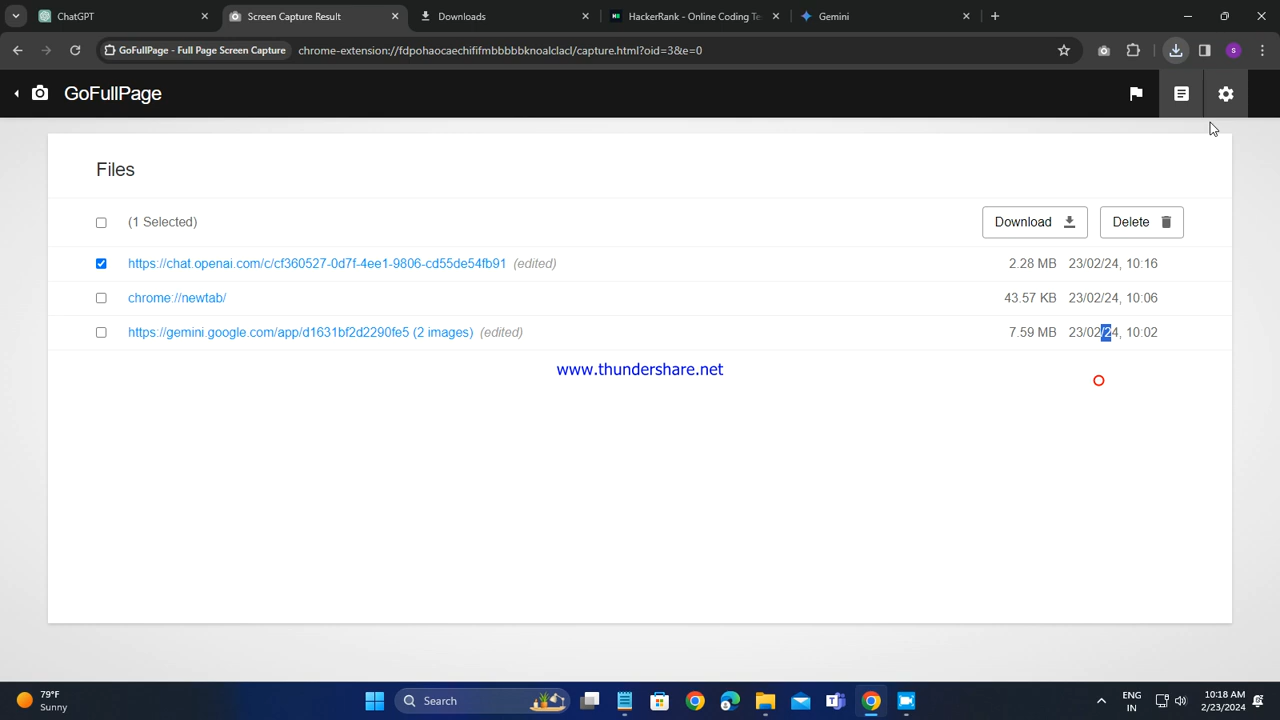 ChatGPT
Screen Capture Result
Downloads
HackerRank - Online Coding Te
Gemini
GoFullPage - Full Page Screen Capture
chrome-extension://fdpohaocaechififmbbbbbknoalclacl/capture.html?oid=3&e=0
S
GoFullPage
Files
(1 Selected)
Download
Delete
https://chat.openai.com/c/cf360527-0d7f-4ee1-9806-cd55de54fb91 (edited) 2.28 MB 23/02/24, 10:16
chrome://newtab/ 43.57 KB 23/02/24, 10:06
https://gemini.google.com/app/d1631bf2d2290fe5 (2 images) (edited) 7.59 MB 23/02/24, 10:02
www.thundershare.net
79°F
Sunny
Search
ENG
IN
10:18 AM
2/23/2024